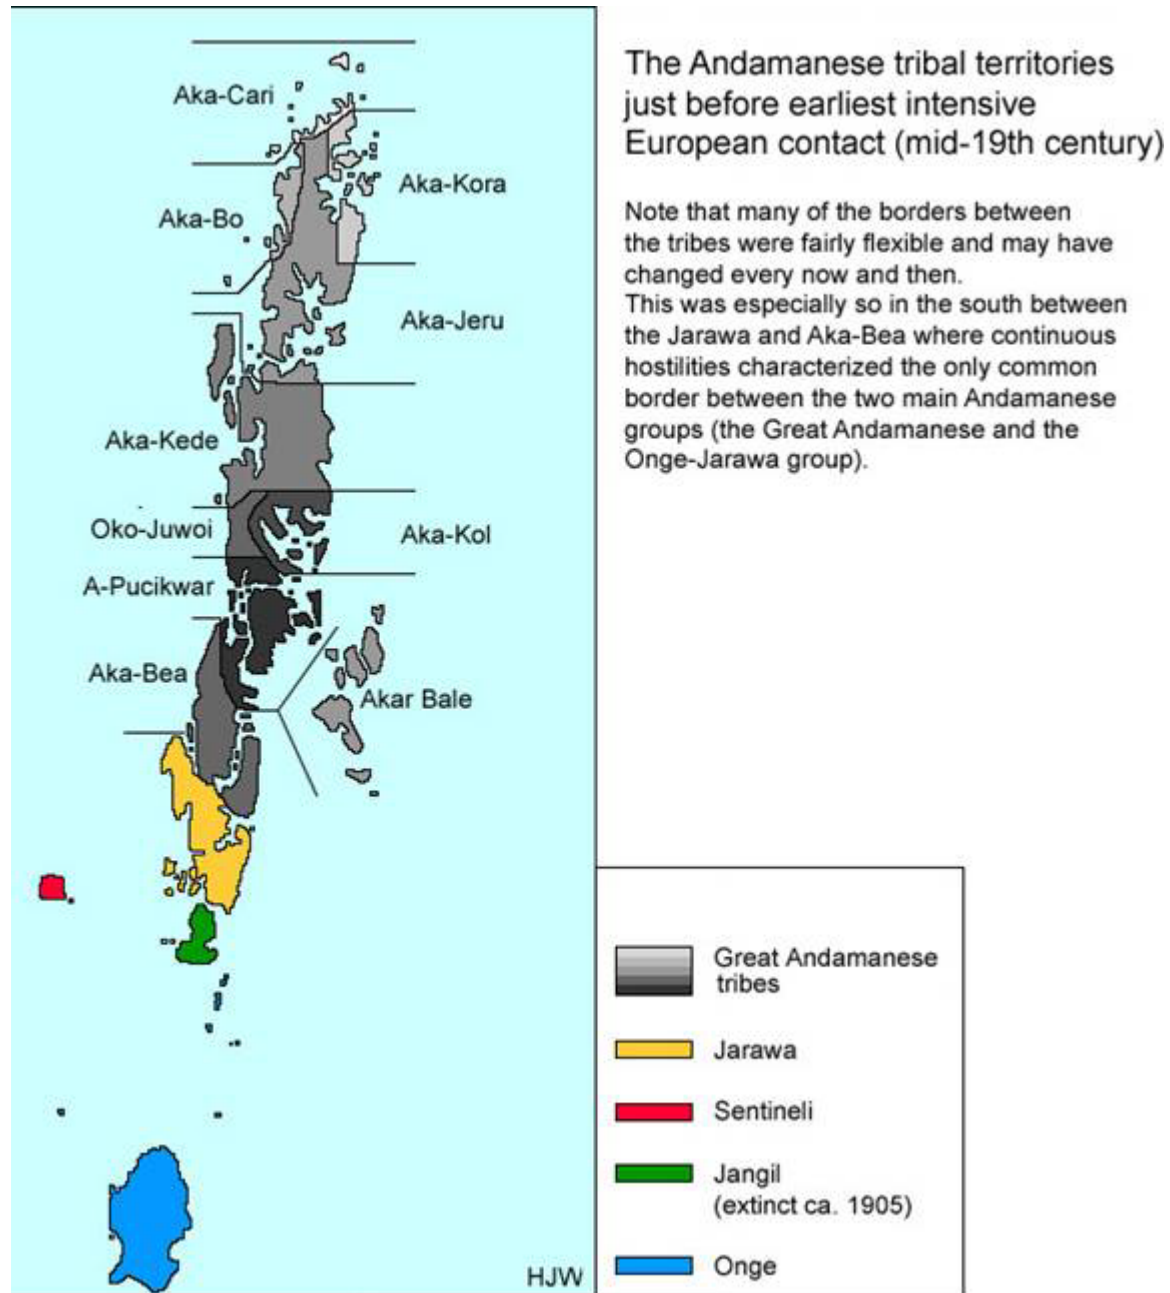 The Andamanese tribal territories
just before earliest intensive
European contact (mid-19th century)
Note that many of the borders between
the tribes were fairly flexible and may have
changed every now and then.
This was especially so in the south between
the Jarawa and Aka-Bea where continuous
hostilities characterized the only common
border between the two main Andamanese
groups (the Great Andamanese and the
Onge-Jarawa group).
Aka-Cari
Aka-Kora
Aka-Bo
Aka-Jeru
Aka-Kede
Oko-Juwoi
Aka-Kol
A-Pucikwar
Aka-Bea
Akar Bale
Great Andamanese
tribes
Jarawa
Sentineli
Jangil
(extinct ca. 1905)
Onge
HJW